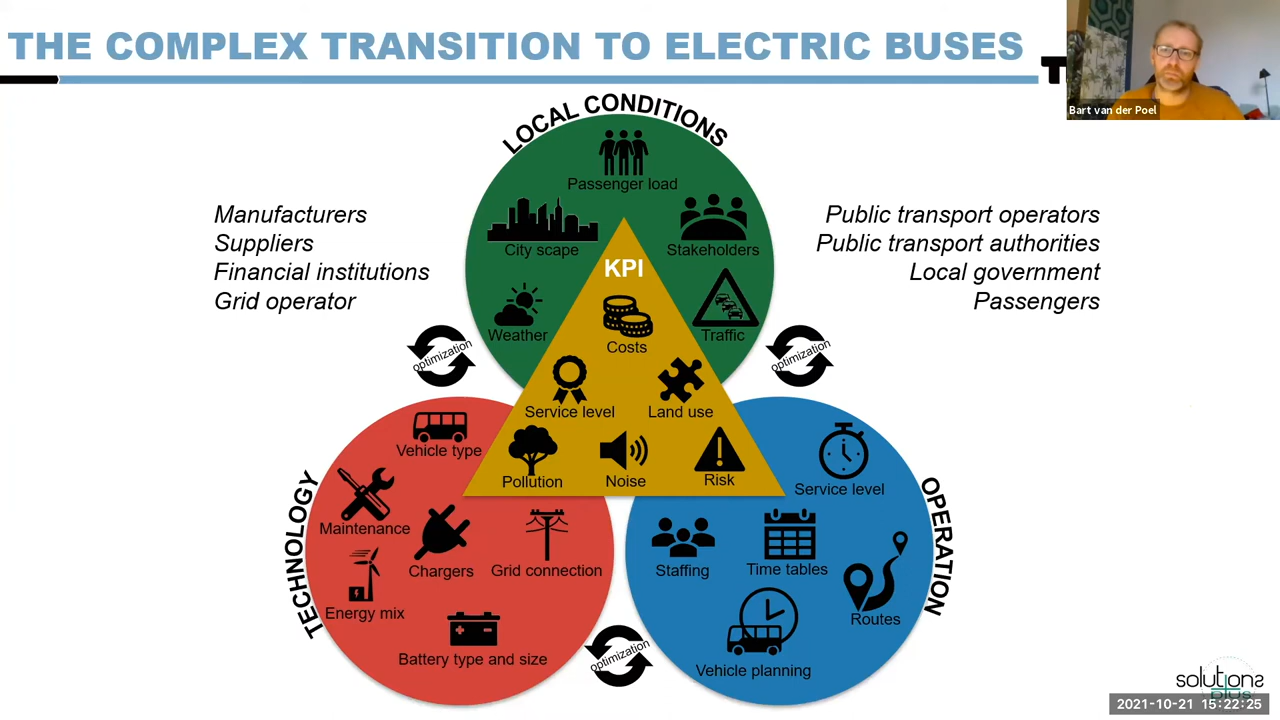 THE COMPLEX TRANSITION TO ELECTRIC BUSES
Bart van der Poel
LOCAL CONDITIONS
Passenger load
City scape
Stakeholders
Weather
Traffic
Manufacturers
Suppliers
Financial institutions
Grid operator
Public transport operators
Public transport authorities
Local government
Passengers
optimization
optimization
KPI
Costs
Service level
Land use
Pollution
Noise
Risk
TECHNOLOGY
Vehicle type
Maintenance
Chargers
Grid connection
Energy mix
Battery type and size
optimization
OPERATION
Service level
Staffing
Time tables
Routes
Vehicle planning
solutions
plus
2021-10-21 15:22:25